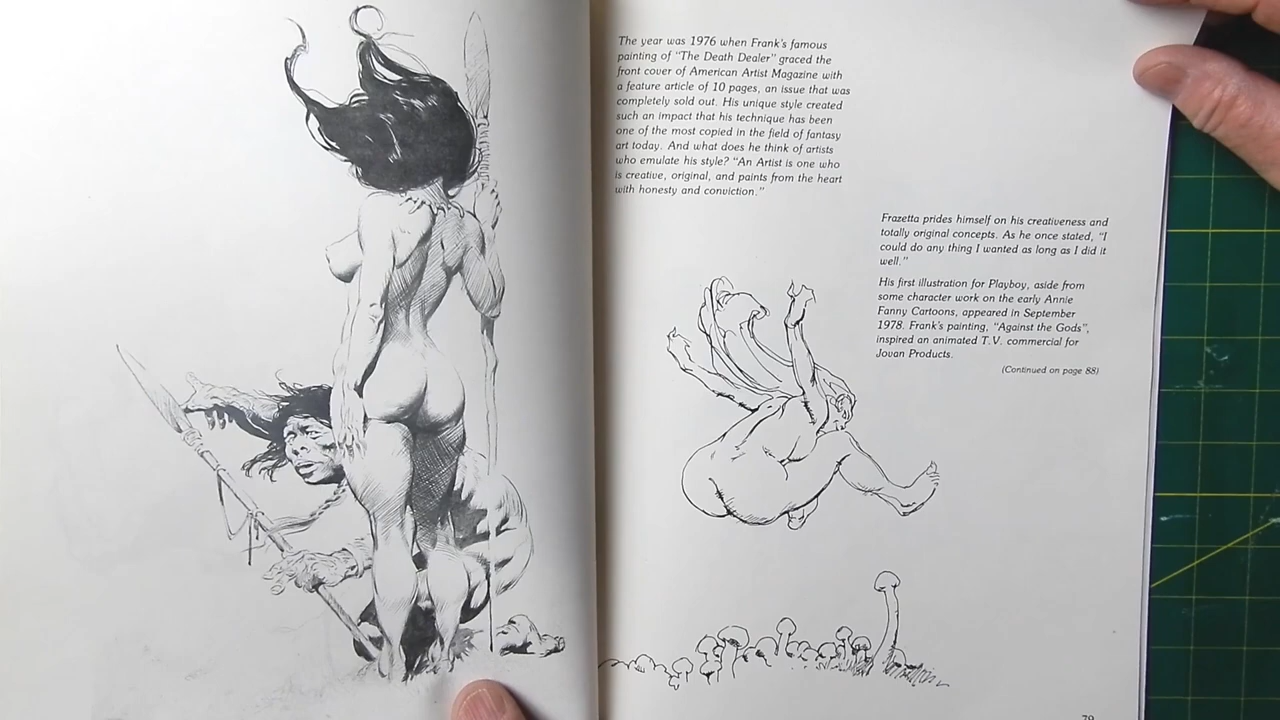 The year was 1976 when Frank's famous
painting of "The Death Dealer" graced the
front cover of American Artist Magazine with
a feature article of 10 pages, an issue that was
completely sold out. His unique style created
such an impact that his technique has been
one of the most copied in the field of fantasy
art today. And what does he think of artists
who emulate his style? "An Artist is one who
is creative, original, and paints from the heart
with honesty and conviction."
Frazetta prides himself on his creativeness and
totally original concepts. As he once stated, "I
could do any thing I wanted as long as I did it
well."
His first illustration for Playboy, aside from
some character work on the early Annie
Fanny Cartoons, appeared in September
1978. Frank's painting, "Against the Gods",
inspired an animated T.V. commercial for
Jovan Products.
(Continued on page 88)
79